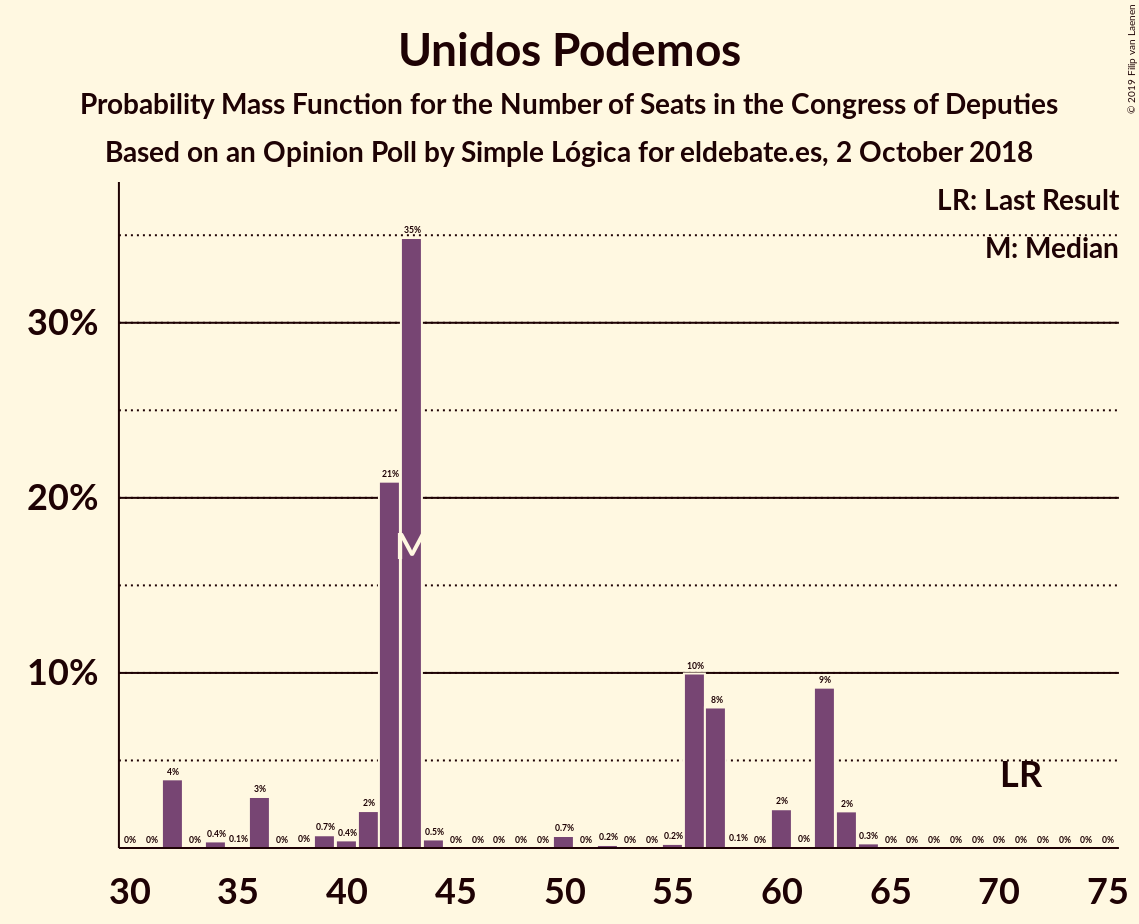 Unidos Podemos
Probability Mass Function for the Number of Seats in the Congress of Deputies
Based on an Opinion Poll by Simple Lógica for eldebate.es, 2 October 2018
© 2019 Filip van Laenen
LR: Last Result
M: Median
30%
20%
10%
0% 0% 4% 0% 0.4% 0.1% 3% 0% 0% 0.7% 0.4% 2% 21% 35% 0.5% 0% 0% 0% 0% 0% 0.7% 0% 0.2% 0% 0% 0.2% 10% 8% 0.1% 0% 2% 0% 9% 2% 0.3% 0% 0% 0% 0% 0% 0% 0% 0% 0% 0% 0%
M
LR
30 35 40 45 50 55 60 65 70 75